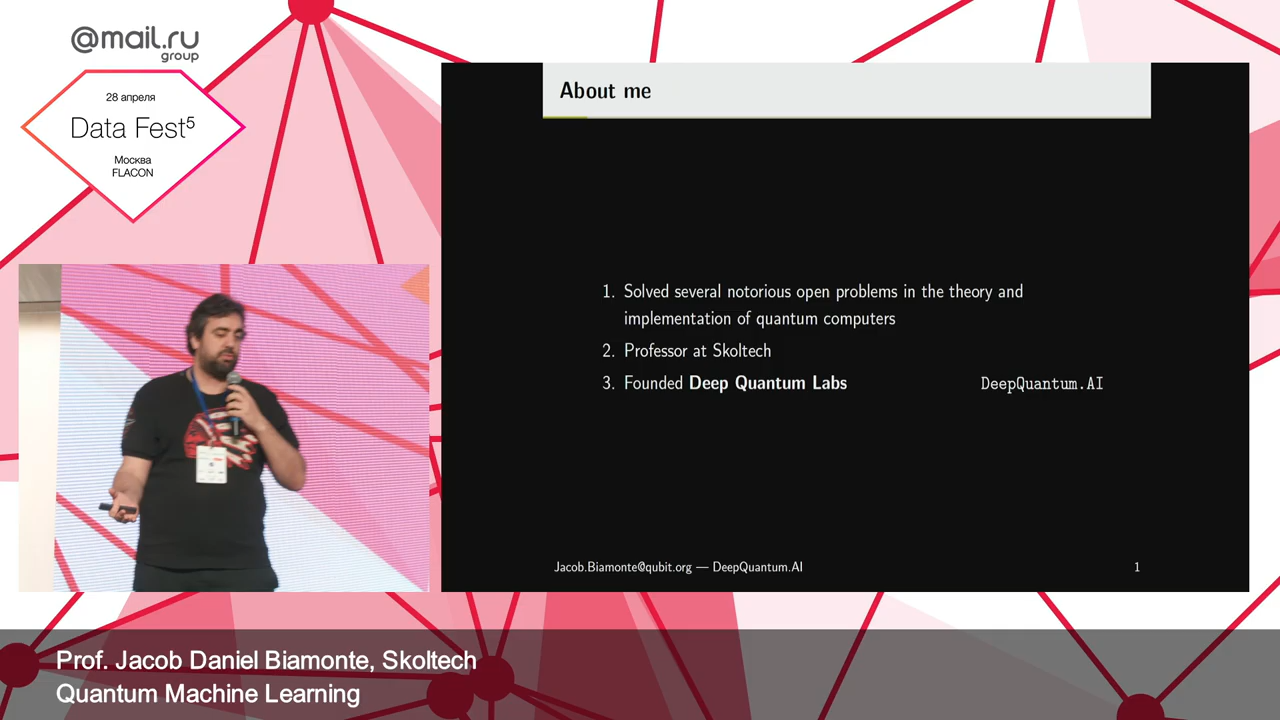 @mail.ru
group
28 апреля
Data Fest⁵
Москва
FLACON
About me
1. Solved several notorious open problems in the theory and
implementation of quantum computers
2. Professor at Skoltech
3. Founded Deep Quantum Labs
DeepQuantum.AI
Jacob.Biamonte@qubit.org — DeepQuantum.AI
1
Prof. Jacob Daniel Biamonte, Skoltech
Quantum Machine Learning